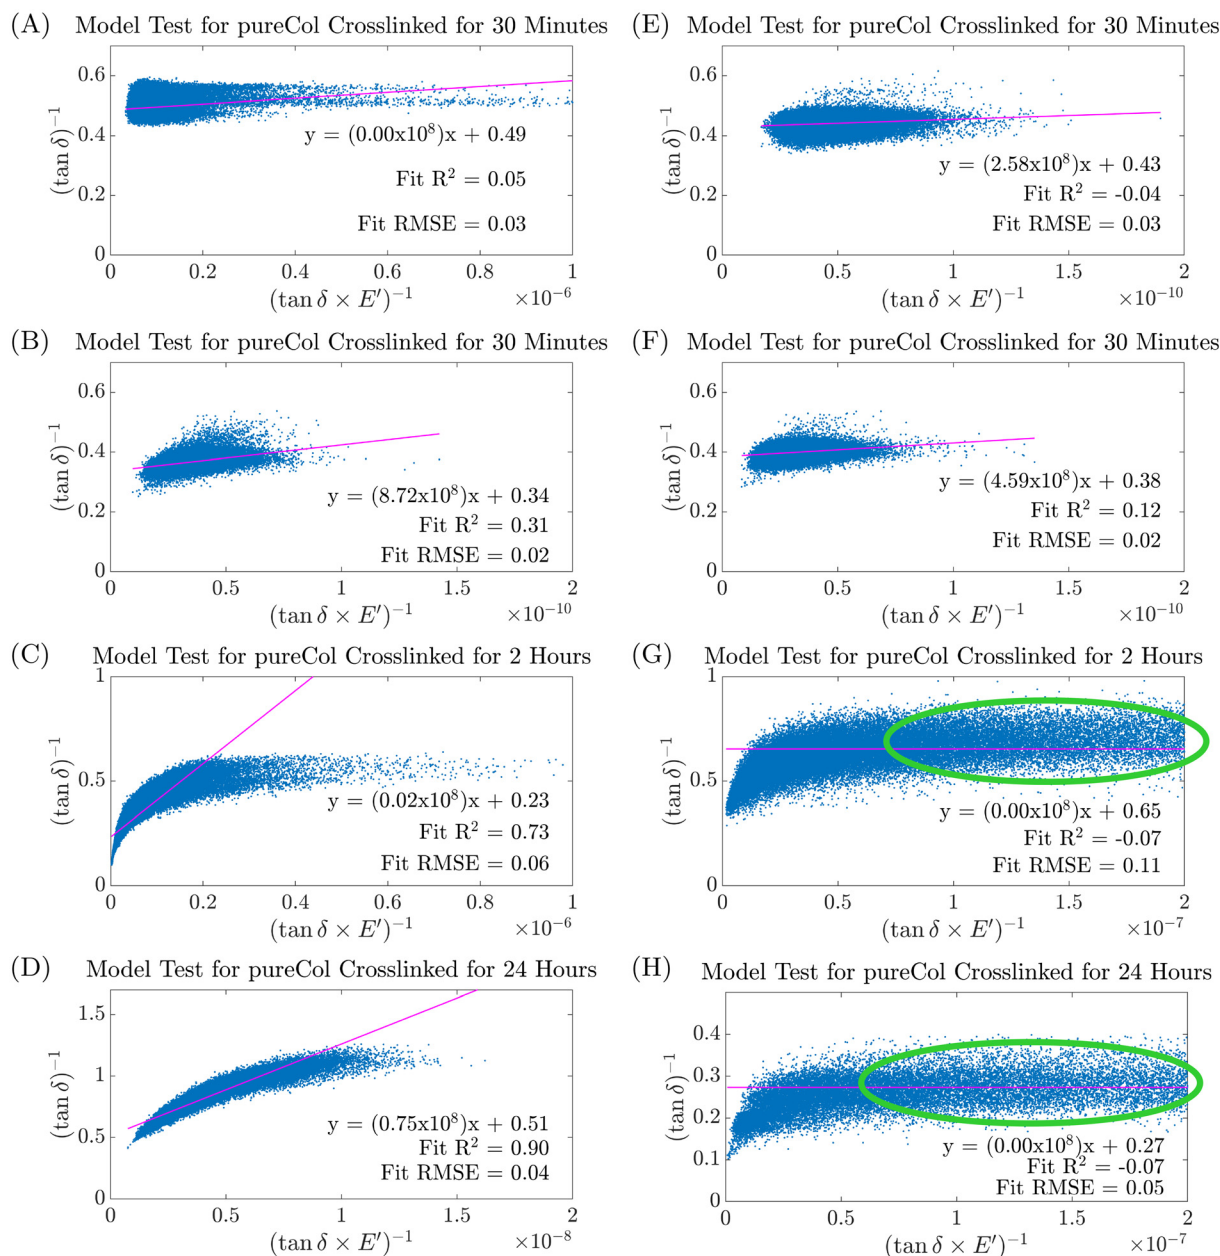 (A) Model Test for pureCol Crosslinked for 30 Minutes
0.6
0.4
0.2
0
(tan δ)⁻¹
y = (0.00x10⁸)x + 0.49
Fit R² = 0.05
Fit RMSE = 0.03
0 0.2 0.4 0.6 0.8 1
(tan δ × E′)⁻¹ ×10⁻⁶
(E) Model Test for pureCol Crosslinked for 30 Minutes
0.6
0.4
0.2
0
(tan δ)⁻¹
y = (2.58x10⁸)x + 0.43
Fit R² = -0.04
Fit RMSE = 0.03
0 0.5 1 1.5 2
(tan δ × E′)⁻¹ ×10⁻¹⁰
(B) Model Test for pureCol Crosslinked for 30 Minutes
0.6
0.4
0.2
0
(tan δ)⁻¹
y = (8.72x10⁸)x + 0.34
Fit R² = 0.31
Fit RMSE = 0.02
0 0.5 1 1.5 2
(tan δ × E′)⁻¹ ×10⁻¹⁰
(F) Model Test for pureCol Crosslinked for 30 Minutes
0.6
0.4
0.2
0
(tan δ)⁻¹
y = (4.59x10⁸)x + 0.38
Fit R² = 0.12
Fit RMSE = 0.02
0 0.5 1 1.5 2
(tan δ × E′)⁻¹ ×10⁻¹⁰
(C) Model Test for pureCol Crosslinked for 2 Hours
1
0.5
0
(tan δ)⁻¹
y = (0.02x10⁸)x + 0.23
Fit R² = 0.73
Fit RMSE = 0.06
0 0.2 0.4 0.6 0.8 1
(tan δ × E′)⁻¹ ×10⁻⁶
(G) Model Test for pureCol Crosslinked for 2 Hours
1
0.5
0
(tan δ)⁻¹
y = (0.00x10⁸)x + 0.65
Fit R² = -0.07
Fit RMSE = 0.11
0 0.5 1 1.5 2
(tan δ × E′)⁻¹ ×10⁻⁷
(D) Model Test for pureCol Crosslinked for 24 Hours
1.5
1.0
0.5
0
(tan δ)⁻¹
y = (0.75x10⁸)x + 0.51
Fit R² = 0.90
Fit RMSE = 0.04
0 0.5 1 1.5 2
(tan δ × E′)⁻¹ ×10⁻⁸
(H) Model Test for pureCol Crosslinked for 24 Hours
0.4
0.3
0.2
0.1
0
(tan δ)⁻¹
y = (0.00x10⁸)x + 0.27
Fit R² = -0.07
Fit RMSE = 0.05
0 0.5 1 1.5 2
(tan δ × E′)⁻¹ ×10⁻⁷